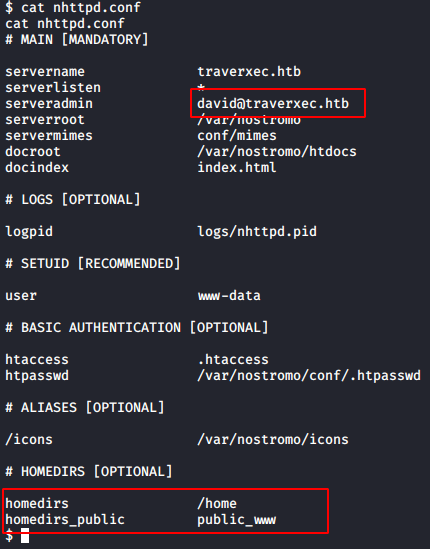 $ cat nhttpd.conf
cat nhttpd.conf
# MAIN [MANDATORY]
servername traverxec.htb
serverlisten *
serveradmin david@traverxec.htb
serverroot /var/nostromo
servermimes conf/mimes
docroot /var/nostromo/htdocs
docindex index.html
# LOGS [OPTIONAL]
logpid logs/nhttpd.pid
# SETUID [RECOMMENDED]
user www-data
# BASIC AUTHENTICATION [OPTIONAL]
htaccess .htaccess
htpasswd /var/nostromo/conf/.htpasswd
# ALIASES [OPTIONAL]
/icons /var/nostromo/icons
# HOMEDIRS [OPTIONAL]
homedirs /home
homedirs_public public_www
$